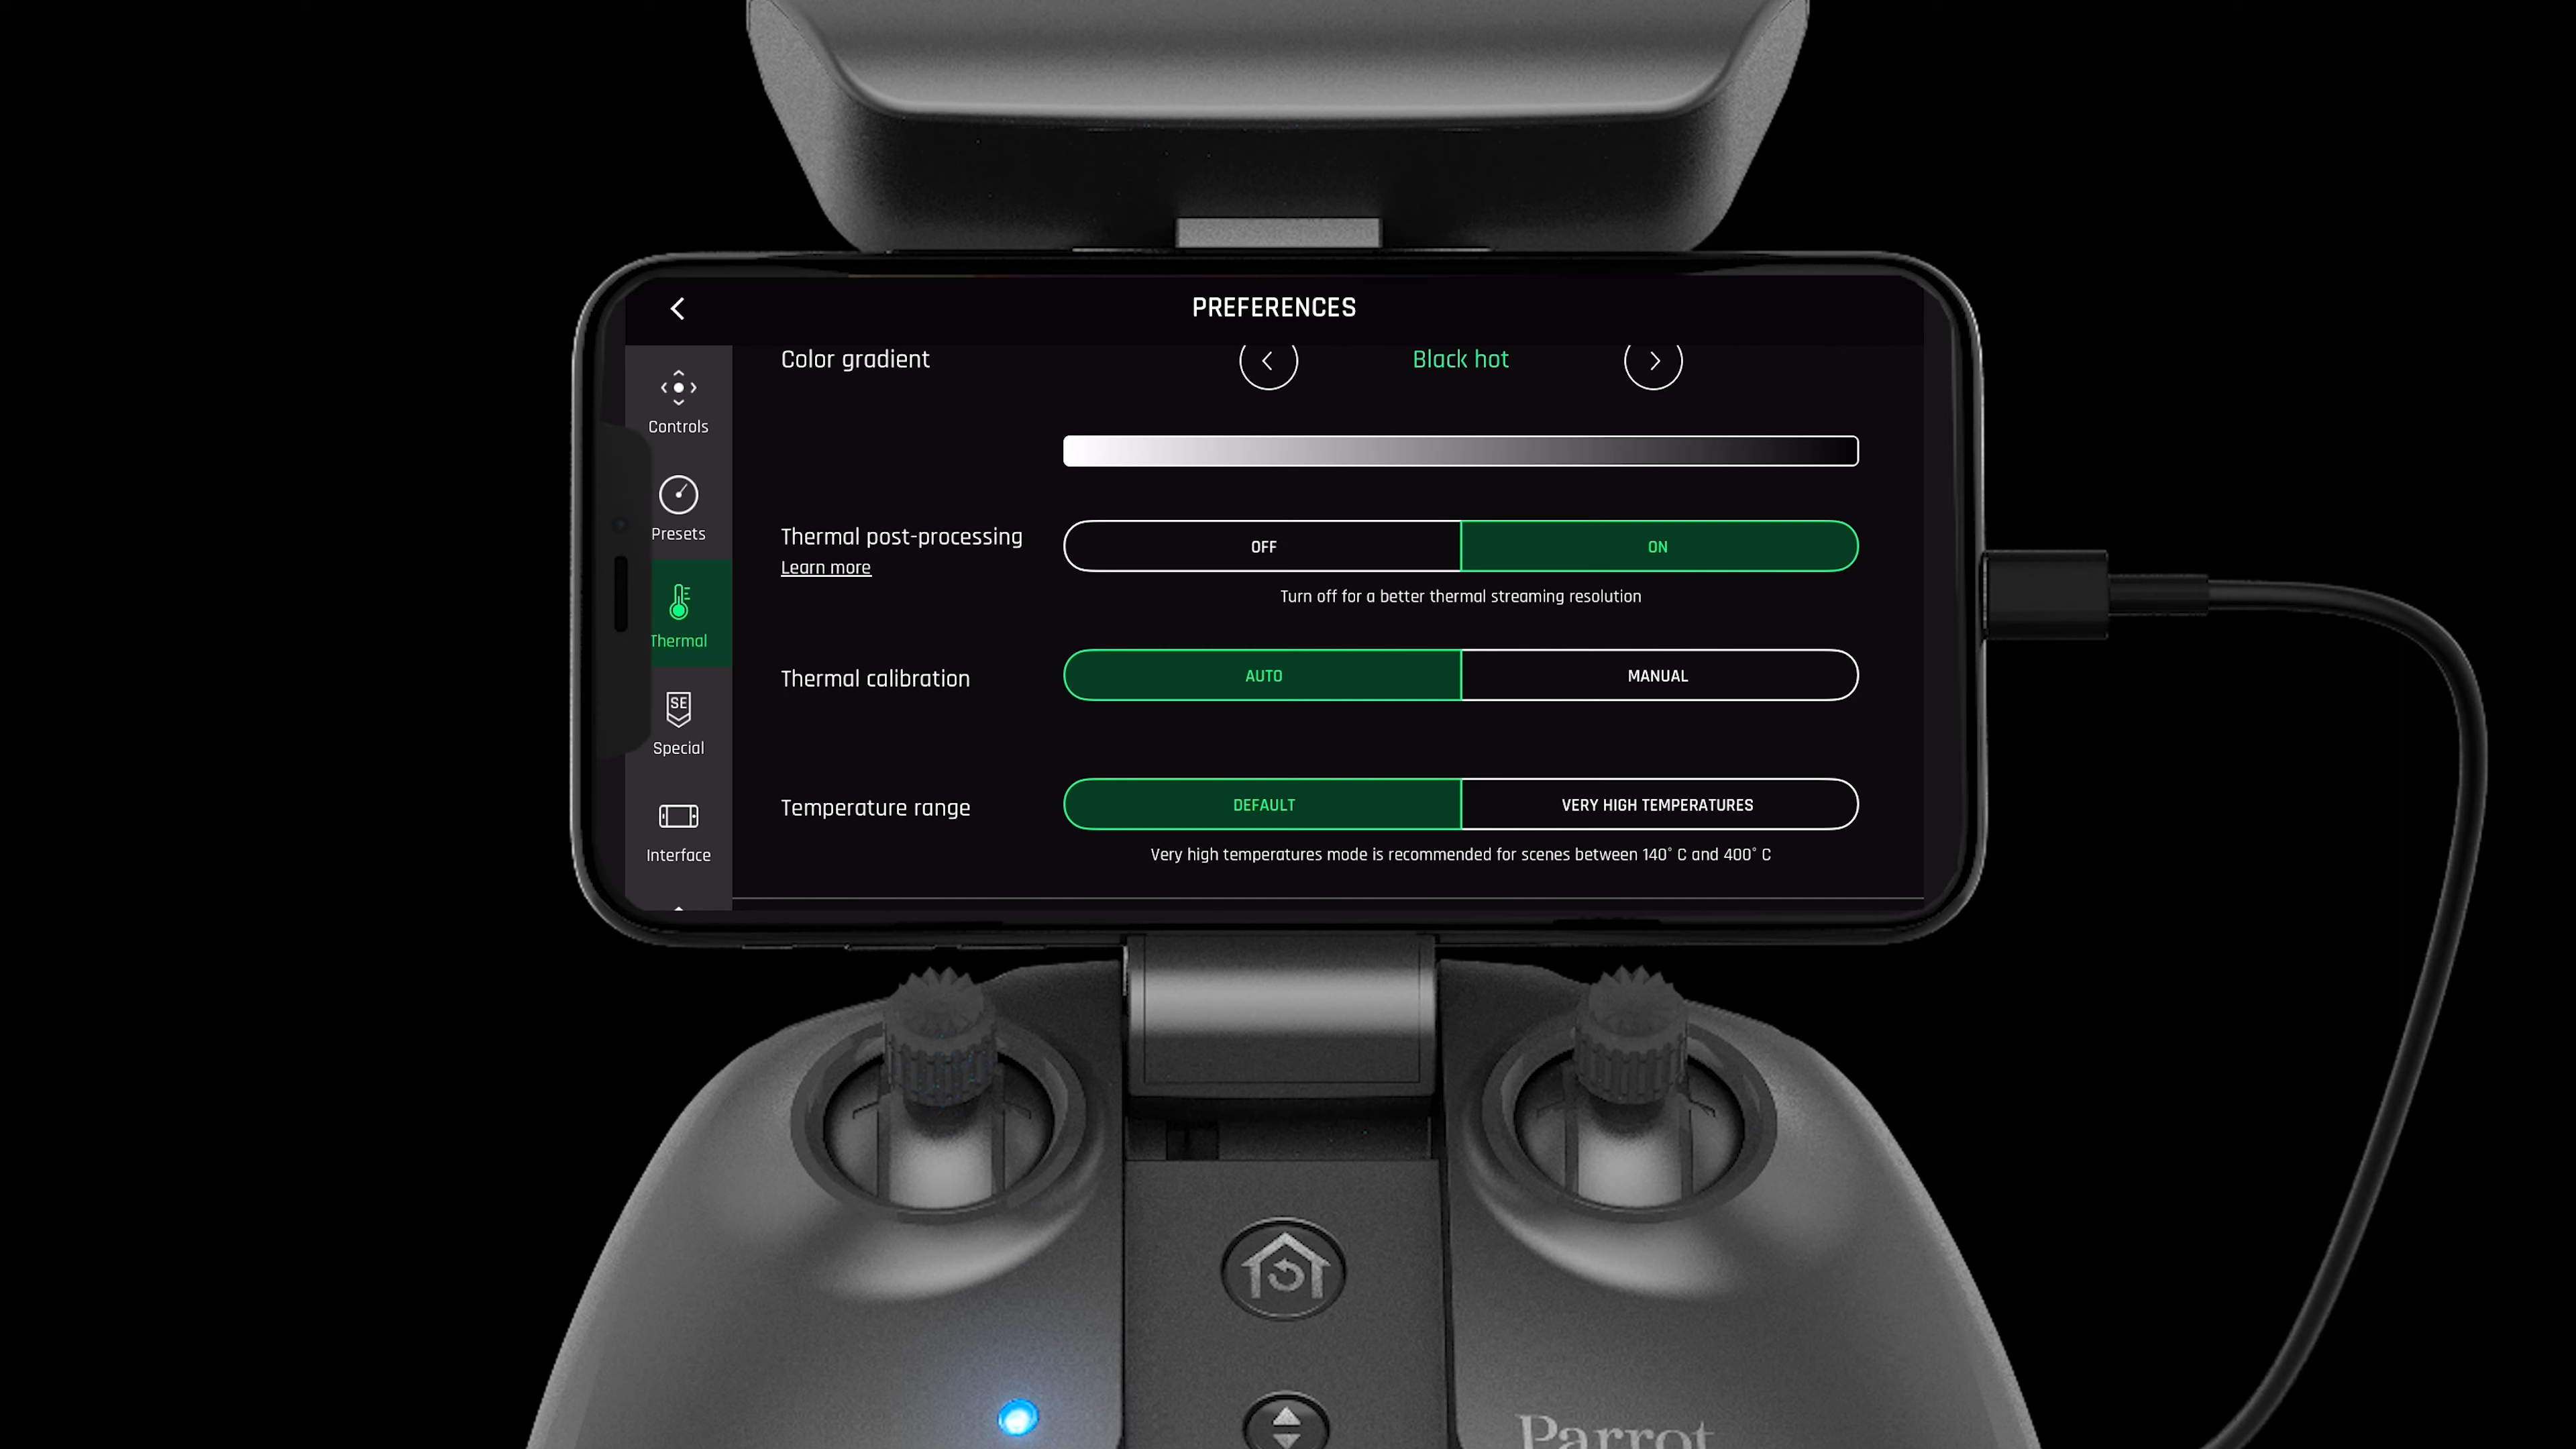 PREFERENCES
Color gradient
Black hot
Controls
Presets
Thermal post-processing
OFF
ON
Learn more
Turn off for a better thermal streaming resolution
Thermal
Thermal calibration
AUTO
MANUAL
SE
Special
Temperature range
DEFAULT
VERY HIGH TEMPERATURES
Interface
Very high temperatures mode is recommended for scenes between 140° C and 400° C
Parrot